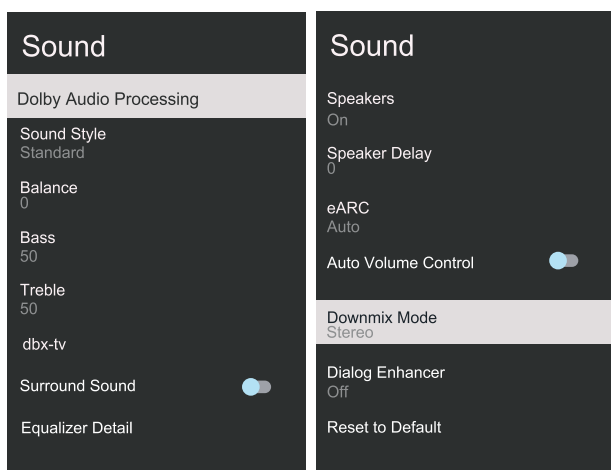 Sound
Dolby Audio Processing
Sound Style
Standard
Balance
0
Bass
50
Treble
50
dbx-tv
Surround Sound
Equalizer Detail
Sound
Speakers
On
Speaker Delay
0
eARC
Auto
Auto Volume Control
Downmix Mode
Stereo
Dialog Enhancer
Off
Reset to Default